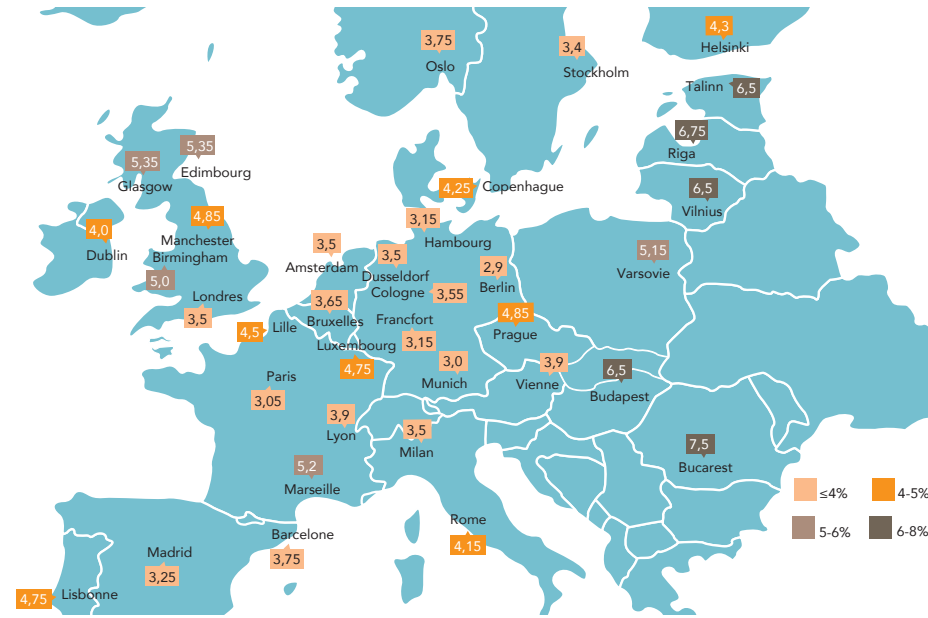 4,3
Helsinki
3,75
Oslo
3,4
Stockholm
Talinn
6,5
6,75
Riga
5,35
Edimbourg
5,35
Glasgow
4,25
Copenhague
6,5
Vilnius
4,85
Manchester
4,0
Dublin
3,15
Hambourg
3,5
Amsterdam
3,5
Dusseldorf
5,15
Varsovie
Birmingham
5,0
2,9
Berlin
Cologne
3,55
Londres
3,5
3,65
Bruxelles
4,5
Lille
Francfort
3,15
4,85
Prague
Luxembourg
4,75
3,0
Munich
3,9
Vienne
6,5
Budapest
Paris
3,05
3,9
Lyon
3,5
Milan
7,5
Bucarest
5,2
Marseille
≤4%
4-5%
5-6%
6-8%
Rome
4,15
Barcelone
3,75
Madrid
3,25
4,75
Lisbonne